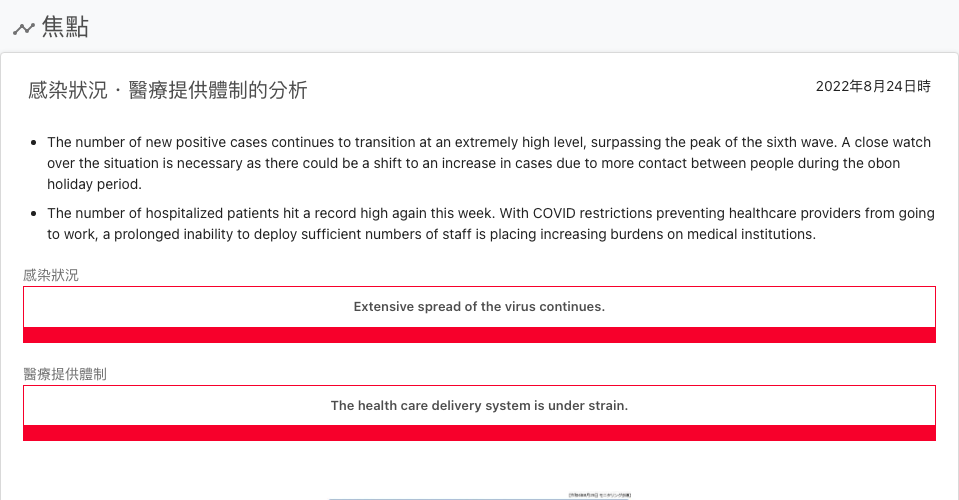 焦點
感染狀況・醫療提供體制的分析
2022年8月24日時
The number of new positive cases continues to transition at an extremely high level, surpassing the peak of the sixth wave. A close watch
over the situation is necessary as there could be a shift to an increase in cases due to more contact between people during the obon
holiday period.
The number of hospitalized patients hit a record high again this week. With COVID restrictions preventing healthcare providers from going
to work, a prolonged inability to deploy sufficient numbers of staff is placing increasing burdens on medical institutions.
感染狀況
Extensive spread of the virus continues.
醫療提供體制
The health care delivery system is under strain.